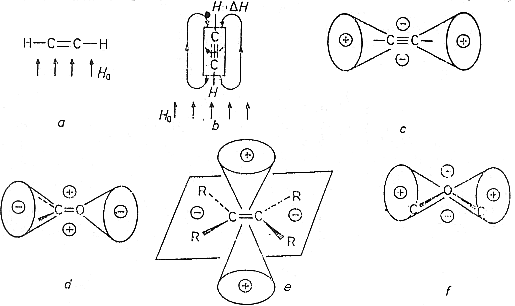 H–C=C–H
H₀
a
H·ΔH
C
≡
C
H
H₀
b
⊖
⊕ –C≡C– ⊕
⊖
c
⊕
⊖ C=O ⊖
⊕
d
⊕
R R
⊖ C=C ⊖
R R
⊕
e
⊖
⊕ O ⊕
C C
⊖
f